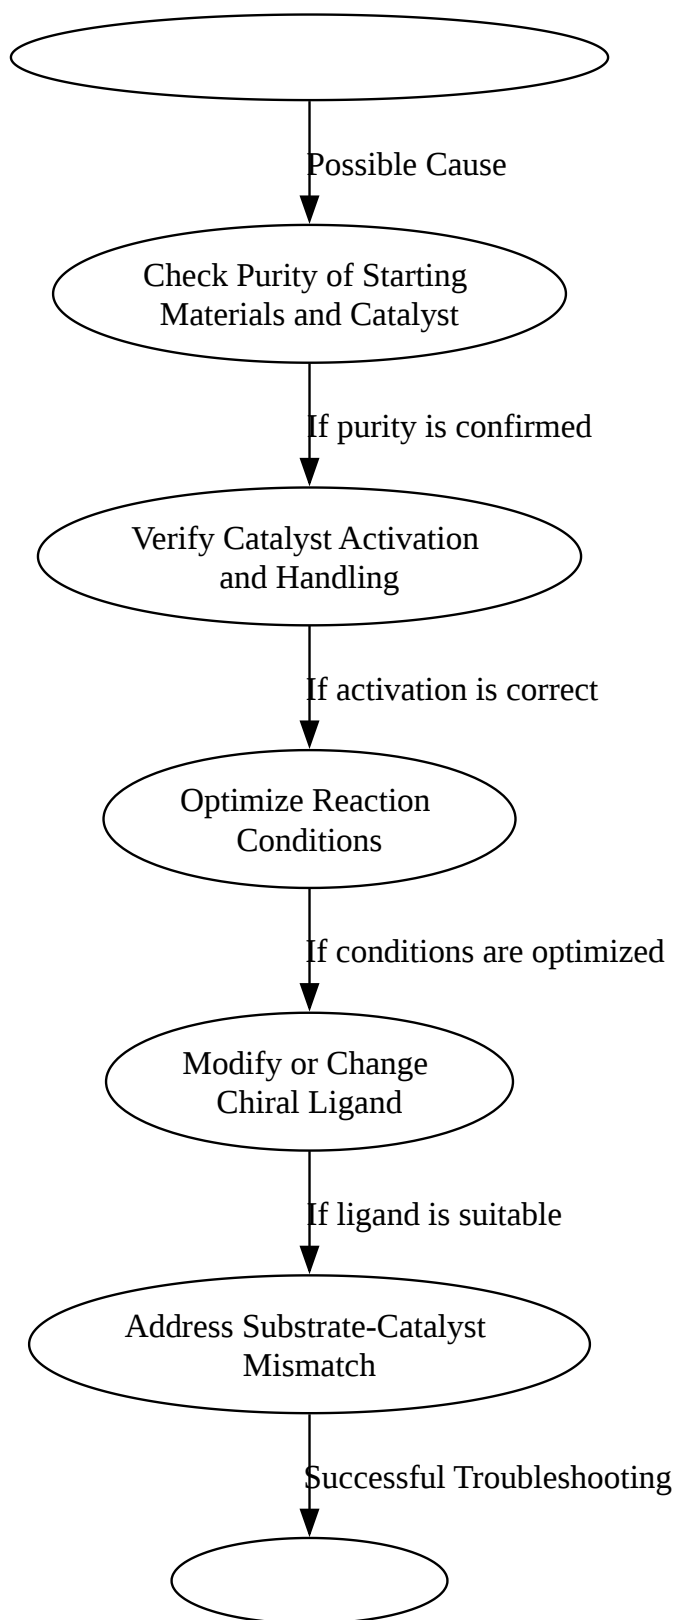 Possible Cause
Check Purity of Starting
Materials and Catalyst
If purity is confirmed
Verify Catalyst Activation
and Handling
If activation is correct
Optimize Reaction
Conditions
If conditions are optimized
Modify or Change
Chiral Ligand
If ligand is suitable
Address Substrate-Catalyst
Mismatch
Successful Troubleshooting